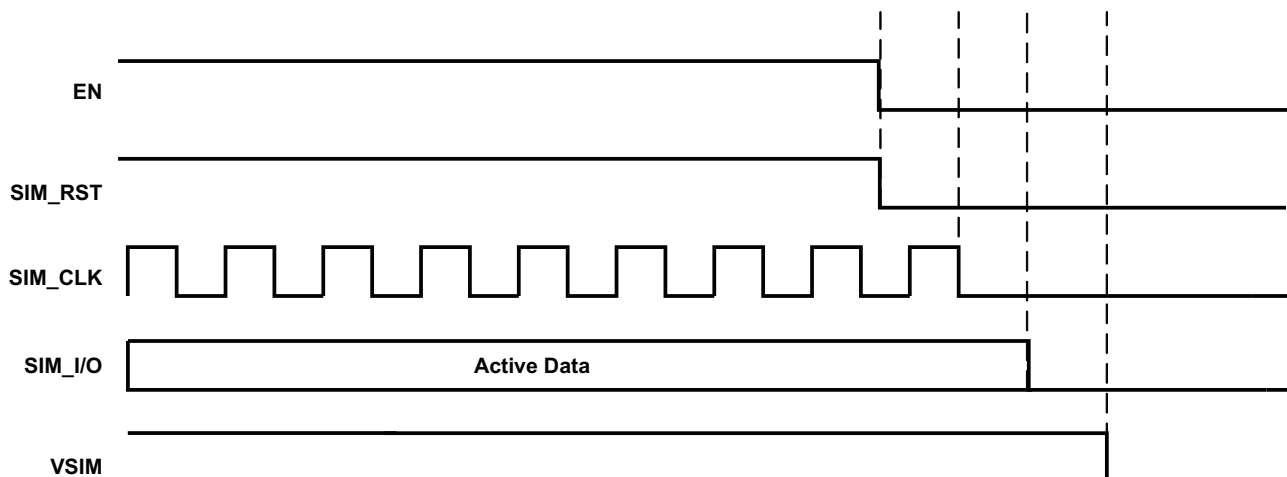 EN
SIM_RST
SIM_CLK
SIM_I/O
Active Data
VSIM